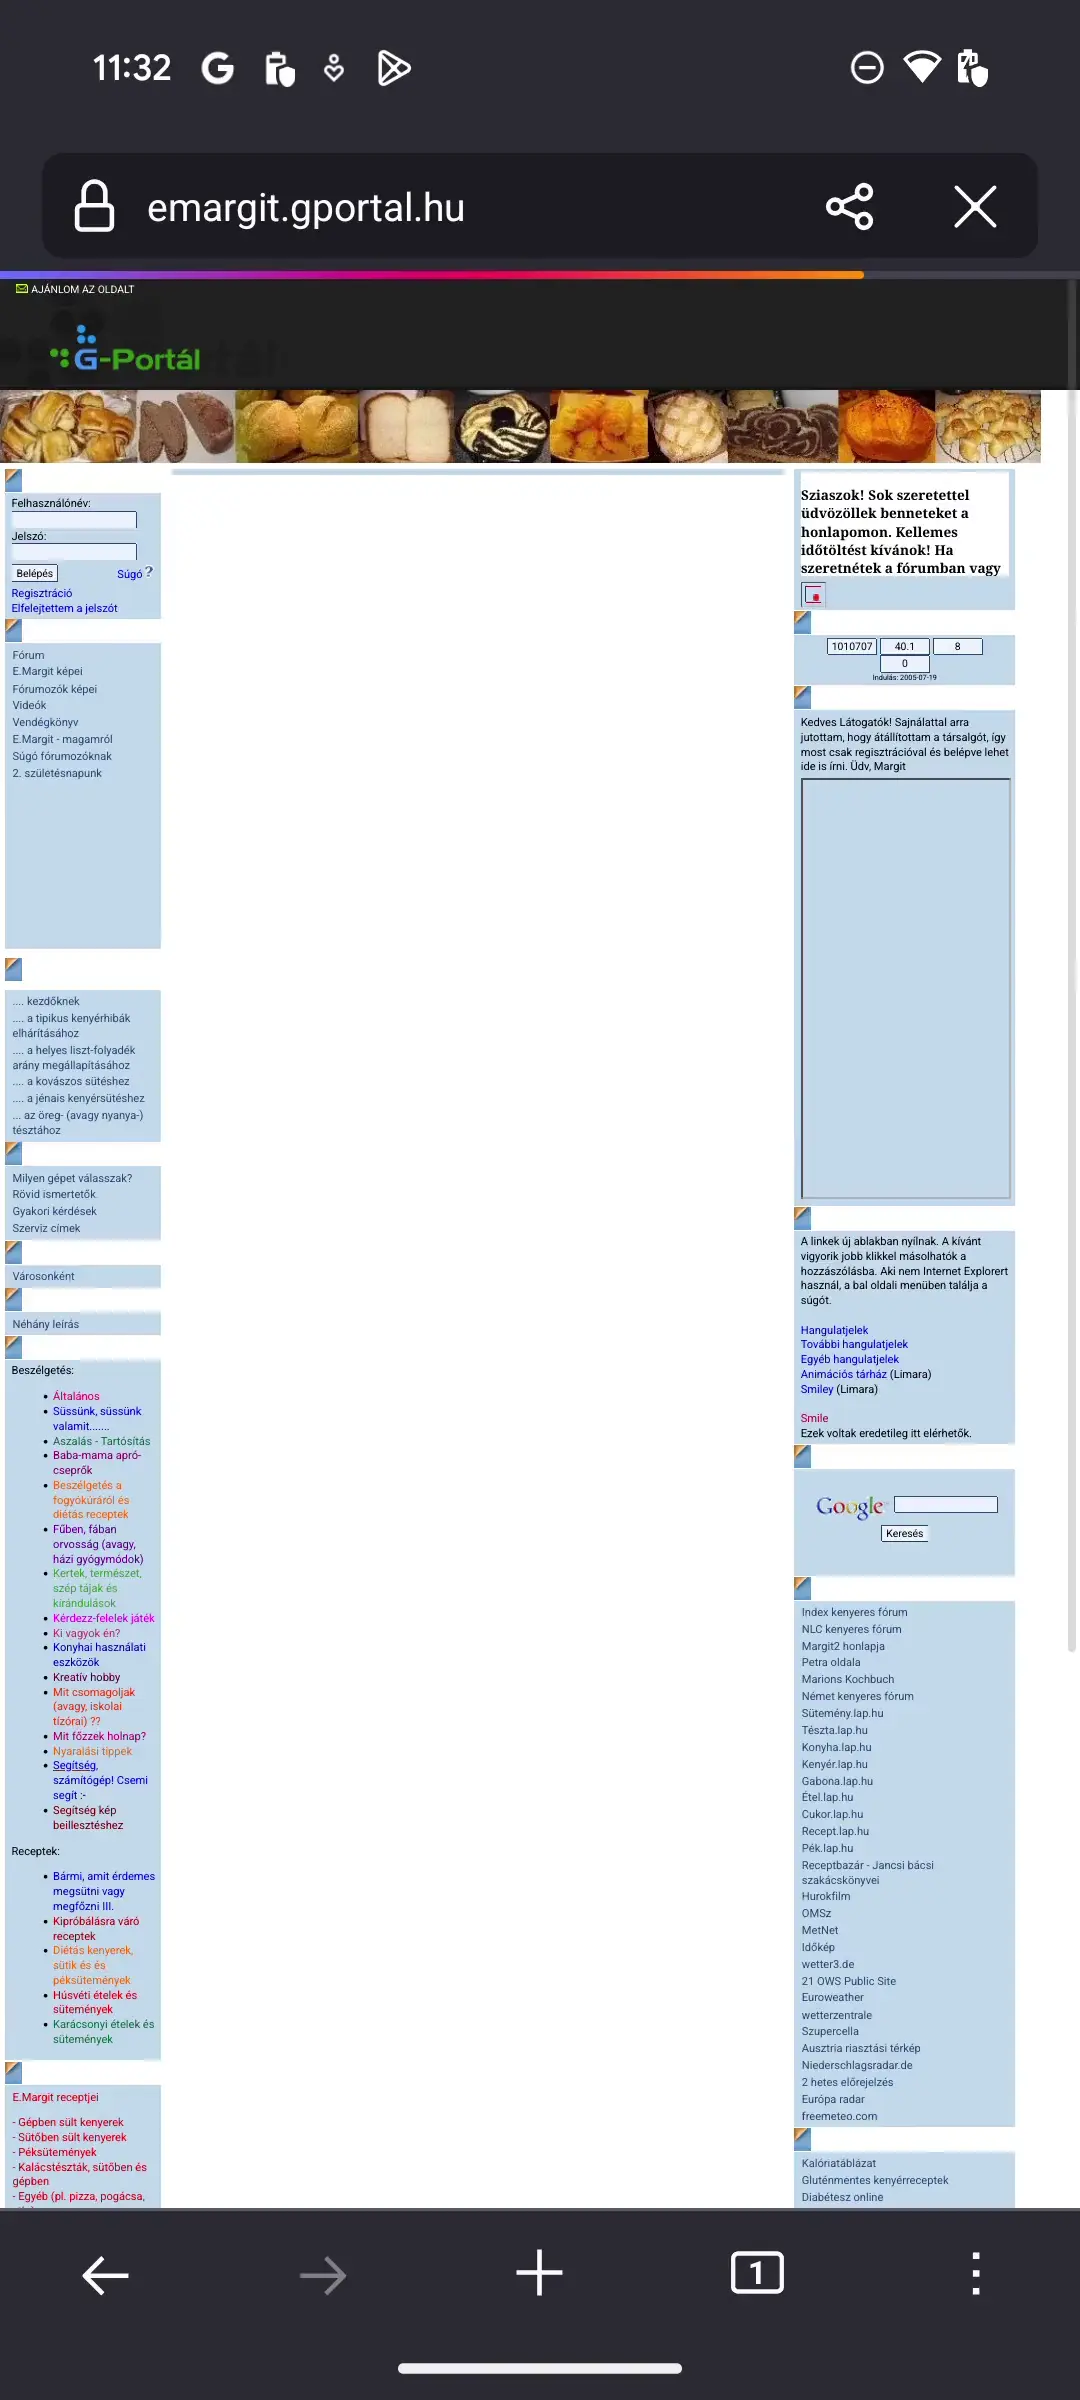 11:32
emargit.gportal.hu
AJÁNLOM AZ OLDALT
G-Portál
Felhasználónév:
Jelszó:
Belépés
Súgó ?
Regisztráció
Elfelejtettem a jelszót
Fórum
E.Margit képei
Fórumozók képei
Videók
Vendégkönyv
E.Margit - magamról
Súgó fórumozóknak
2. születésnapunk
.... kezdőknek
.... a tipikus kenyérhibák
elhárításához
.... a helyes liszt-folyadék
arány megállapításához
.... a kovászos sütéshez
.... a jénais kenyérsütéshez
... az öreg- (avagy nyanya-)
tésztához
Milyen gépet válasszak?
Rövid ismertetők
Gyakori kérdések
Szerviz címek
Városonként
Néhány leírás
Beszélgetés:
Általános
Süssünk, süssünk
valamit.......
Aszalás - Tartósítás
Baba-mama apró-
cseprők
Beszélgetés a
fogyókúráról és
diétás receptek
Fűben, fában
orvosság (avagy,
házi gyógymódok)
Kertek, természet,
szép tájak és
kirándulások
Kérdezz-felelek játék
Ki vagyok én?
Konyhai használati
eszközök
Kreatív hobby
Mit csomagoljak
(avagy, iskolai
tízórai) ??
Mit főzzek holnap?
Nyaralási tippek
Segítség,
számítógép! Csemi
segít :-
Segítség kép
beillesztéshez
Receptek:
Bármi, amit érdemes
megsütni vagy
megfőzni III.
Kipróbálásra váró
receptek
Diétás kenyerek,
sütik és és
péksütemények
Húsvéti ételek és
sütemények
Karácsonyi ételek és
sütemények
E.Margit receptjei
- Gépben sült kenyerek
- Sütőben sült kenyerek
- Péksütemények
- Kalácstészták, sütőben és
gépben
- Egyéb (pl. pizza, pogácsa,
Sziaszok! Sok szeretettel
üdvözöllek benneteket a
honlapomon. Kellemes
időtöltést kívánok! Ha
szeretnétek a fórumban vagy
1010707 40.1 8
0
Indulás: 2005-07-19
Kedves Látogatók! Sajnálattal arra
jutottam, hogy átállítottam a társalgót, így
most csak regisztrációval és belépve lehet
ide is írni. Üdv, Margit
A linkek új ablakban nyílnak. A kívánt
vigyorik jobb klikkel másolhatók a
hozzászólásba. Aki nem Internet Explorert
használ, a bal oldali menüben találja a
súgót.
Hangulatjelek
További hangulatjelek
Egyéb hangulatjelek
Animációs tárház (Limara)
Smiley (Limara)
Smile
Ezek voltak eredetileg itt elérhetők.
Google
Keresés
Index kenyeres fórum
NLC kenyeres fórum
Margit2 honlapja
Petra oldala
Marions Kochbuch
Német kenyeres fórum
Sütemény.lap.hu
Tészta.lap.hu
Konyha.lap.hu
Kenyér.lap.hu
Gabona.lap.hu
Étel.lap.hu
Cukor.lap.hu
Recept.lap.hu
Pék.lap.hu
Receptbazár - Jancsi bácsi
szakácskönyvei
Hurokfilm
OMSz
MetNet
Időkép
wetter3.de
21 OWS Public Site
Euroweather
wetterzentrale
Szupercella
Ausztria riasztási térkép
Niederschlagsradar.de
2 hetes előrejelzés
Európa radar
freemeteo.com
Kalóriatáblázat
Gluténmentes kenyérreceptek
Diabétesz online
1